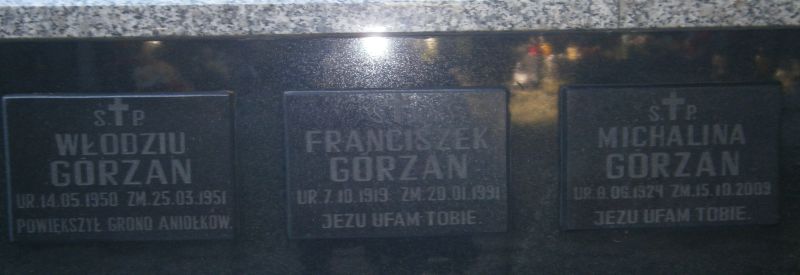 Ś P
WŁODZIU
GÓRZAN
UR. 14.05.1950 ZM. 25.03.1951
POWIĘKSZYŁ GRONO ANIOŁKÓW.
Ś P
FRANCISZEK
GÓRZAN
UR. 7.10.1919 ZM. 20.01.1991
JEZU UFAM TOBIE.
Ś P.
MICHALINA
GÓRZAN
UR. 8.06.1924 ZM. 15.10.2009
JEZU UFAM TOBIE.